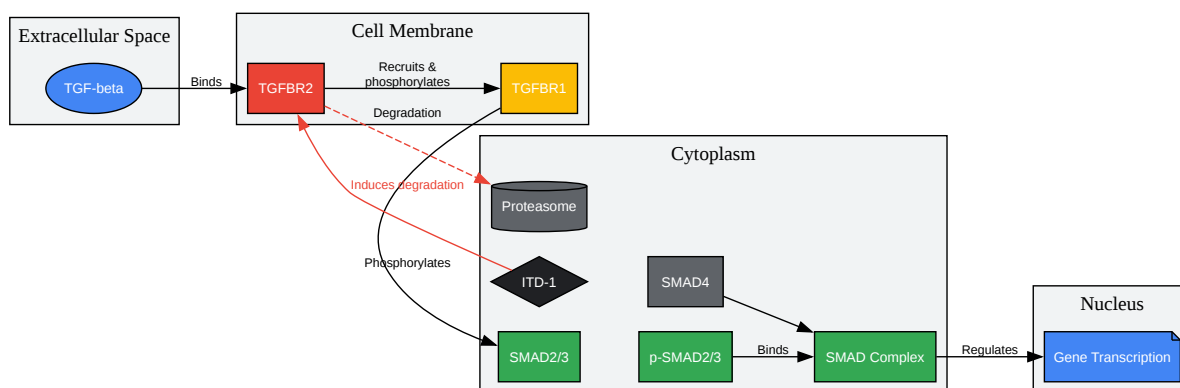 Extracellular Space
TGF-beta
Binds
Cell Membrane
TGFBR2
Recruits &
phosphorylates
TGFBR1
Degradation
Induces degradation
Phosphorylates
Cytoplasm
Proteasome
ITD-1
SMAD4
SMAD2/3
p-SMAD2/3
Binds
SMAD Complex
Regulates
Nucleus
Gene Transcription